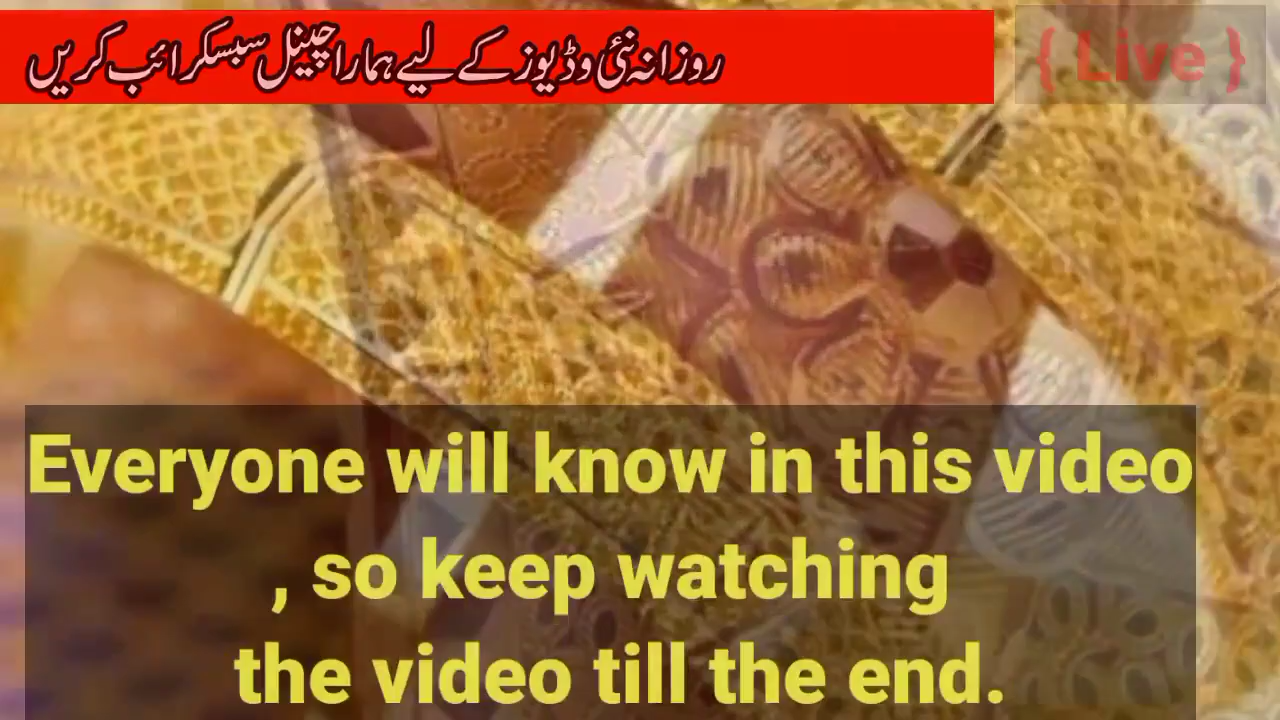 روزانہ نئی وڈیوز کے لیے ہمارا چینل سبسکرائب کریں
{ Live }
Everyone will know in this video
, so keep watching
the video till the end.